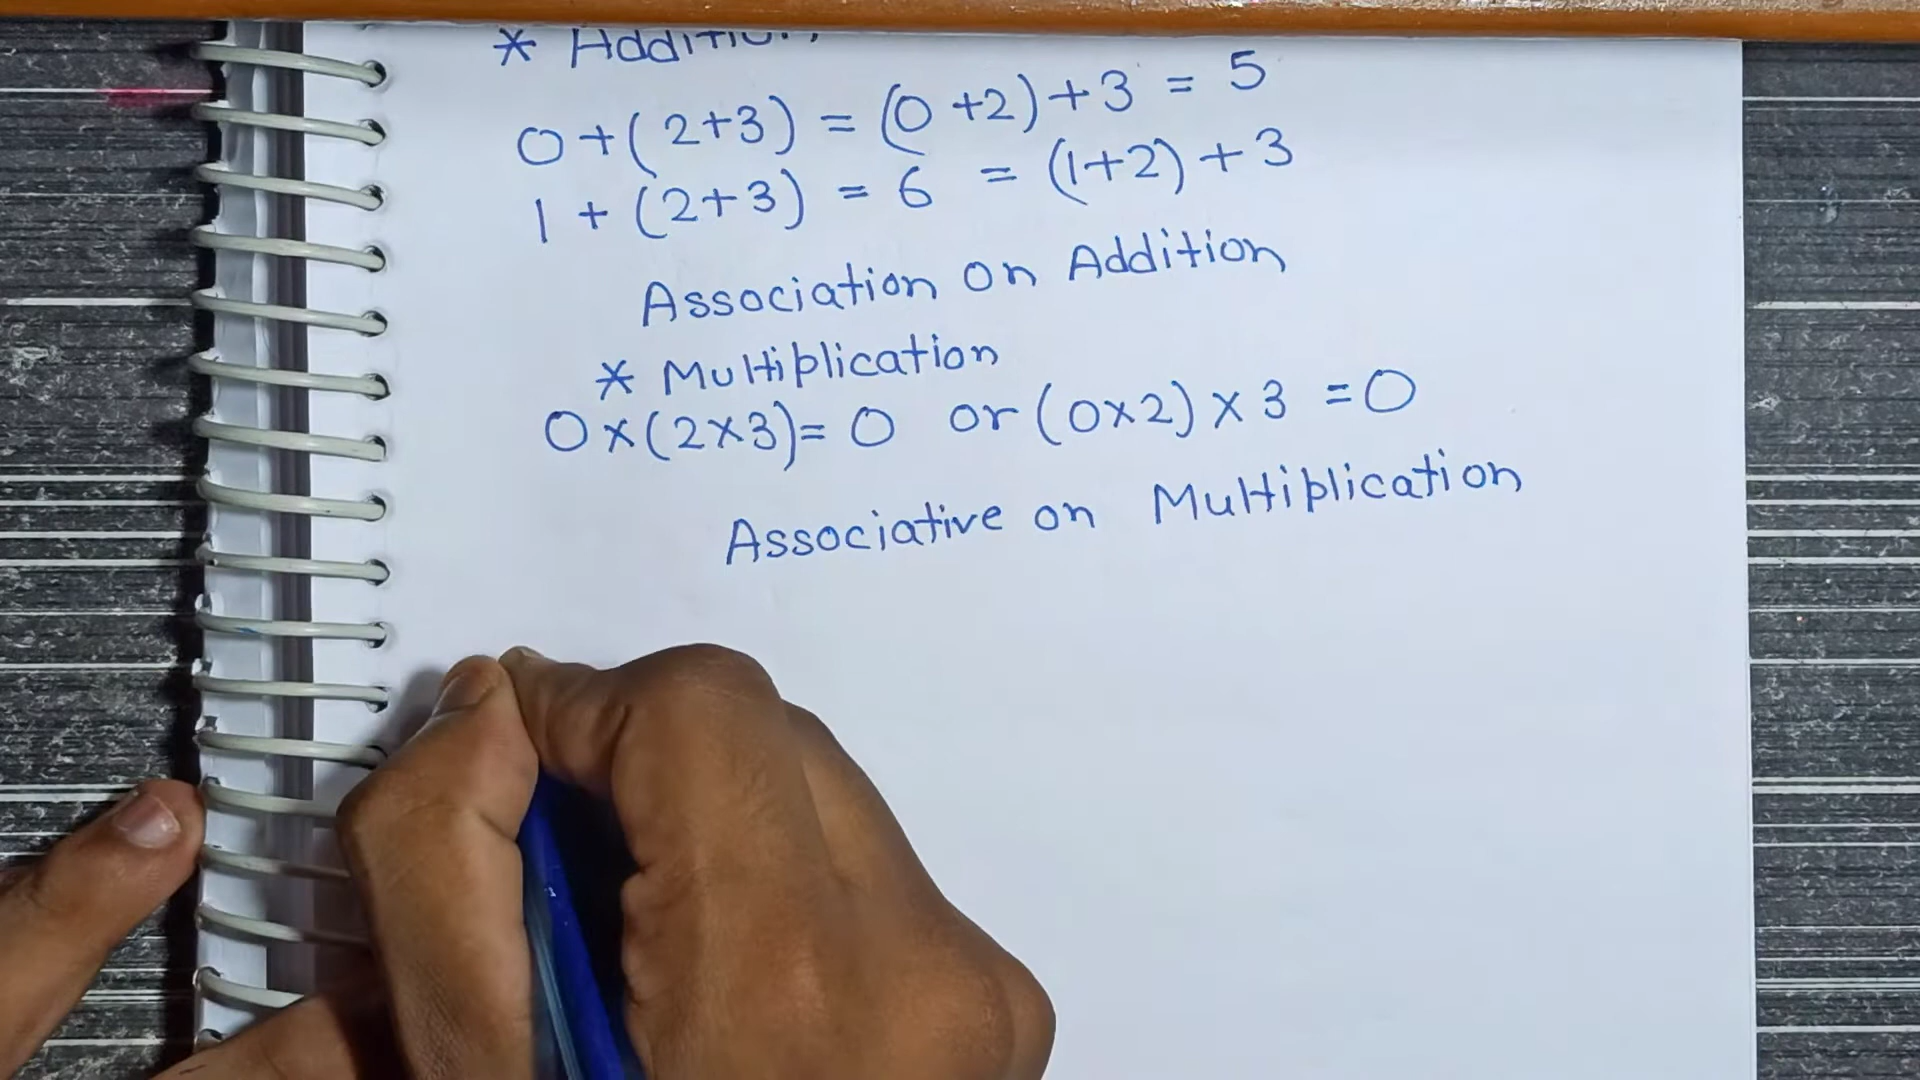 * Addition
0+(2+3) = (0+2)+3 = 5
1+(2+3) = 6 = (1+2)+3
Association on Addition
* Multiplication
0×(2×3)= 0 or (0×2)×3 =0
Associative on Multiplication